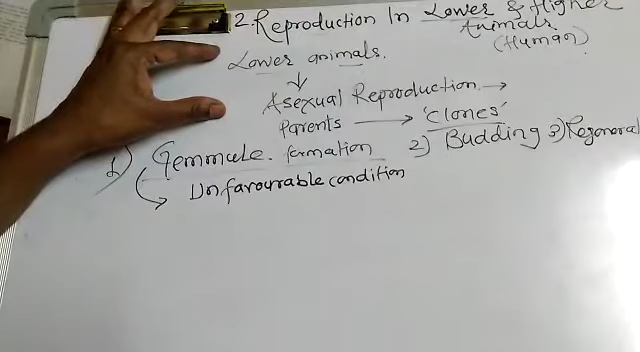 2. Reproduction In Lower & Higher
Animals
(Human)
Lower animals.
Asexual Reproduction →
Parents → 'Clones'
1) Gemmule formation 2) Budding 3) Regenerat
Unfavourable condition